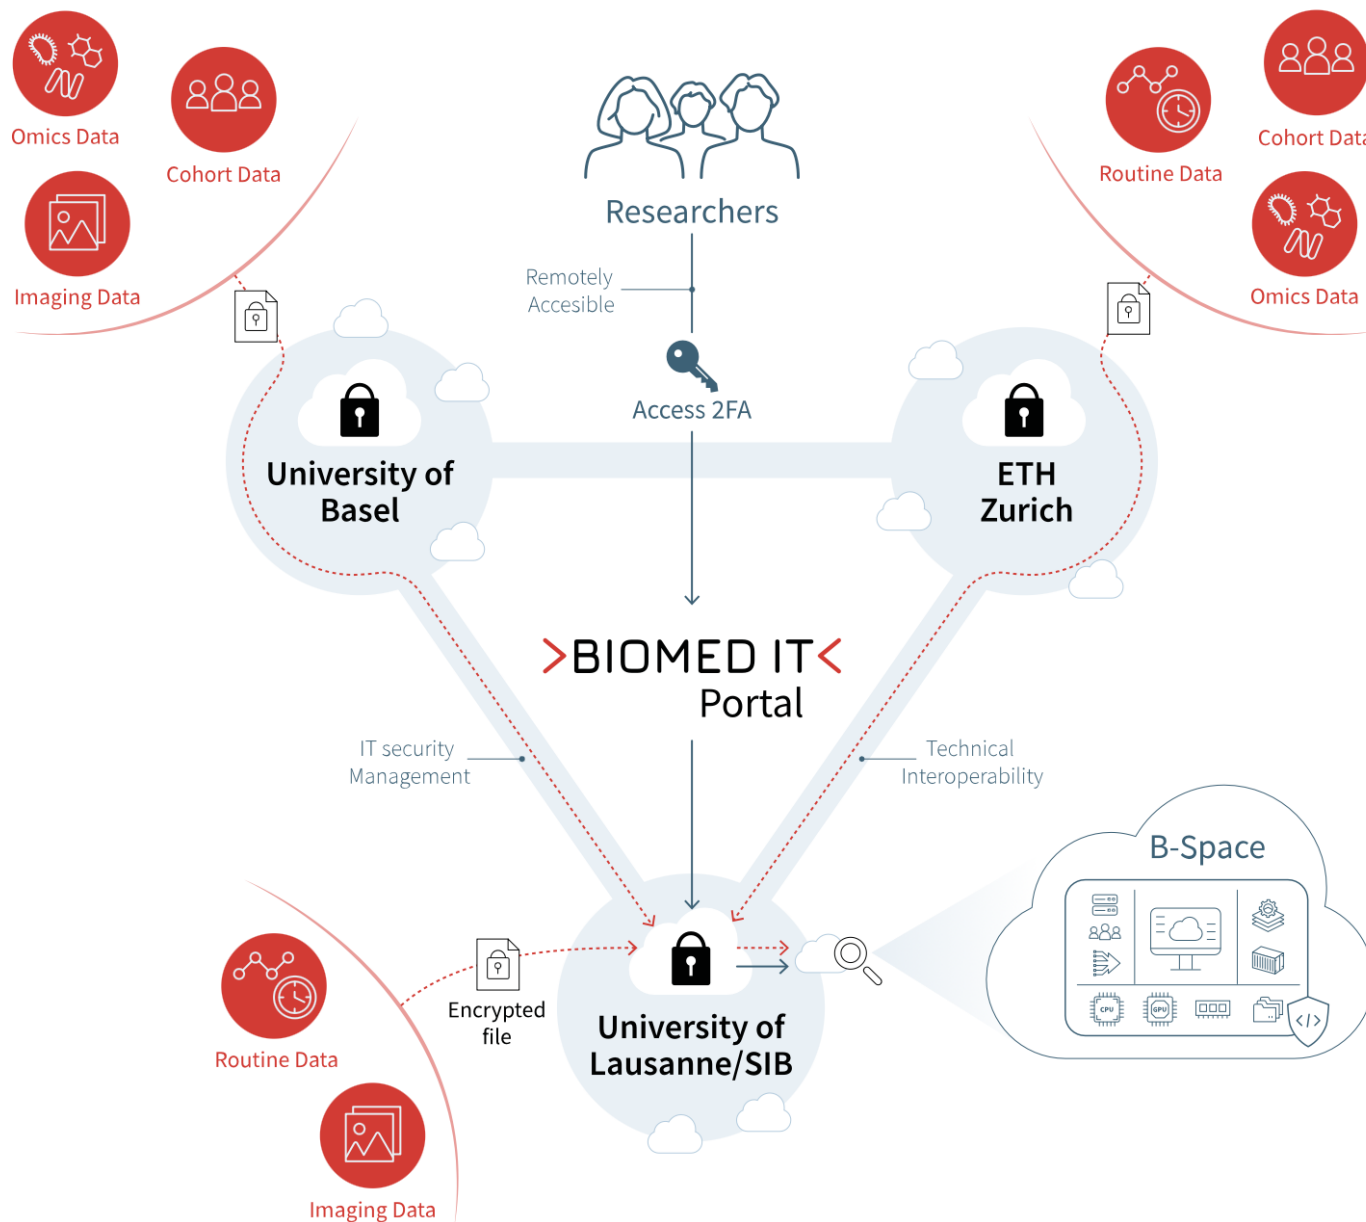 Omics Data
Cohort Data
Imaging Data
Researchers
Remotely
Accesible
Access 2FA
Routine Data
Cohort Data
Omics Data
University of
Basel
ETH
Zurich
>BIOMED IT<
Portal
IT security
Management
Technical
Interoperability
B-Space
CPU
GPU
</>
Encrypted
file
University of
Lausanne/SIB
Routine Data
Imaging Data